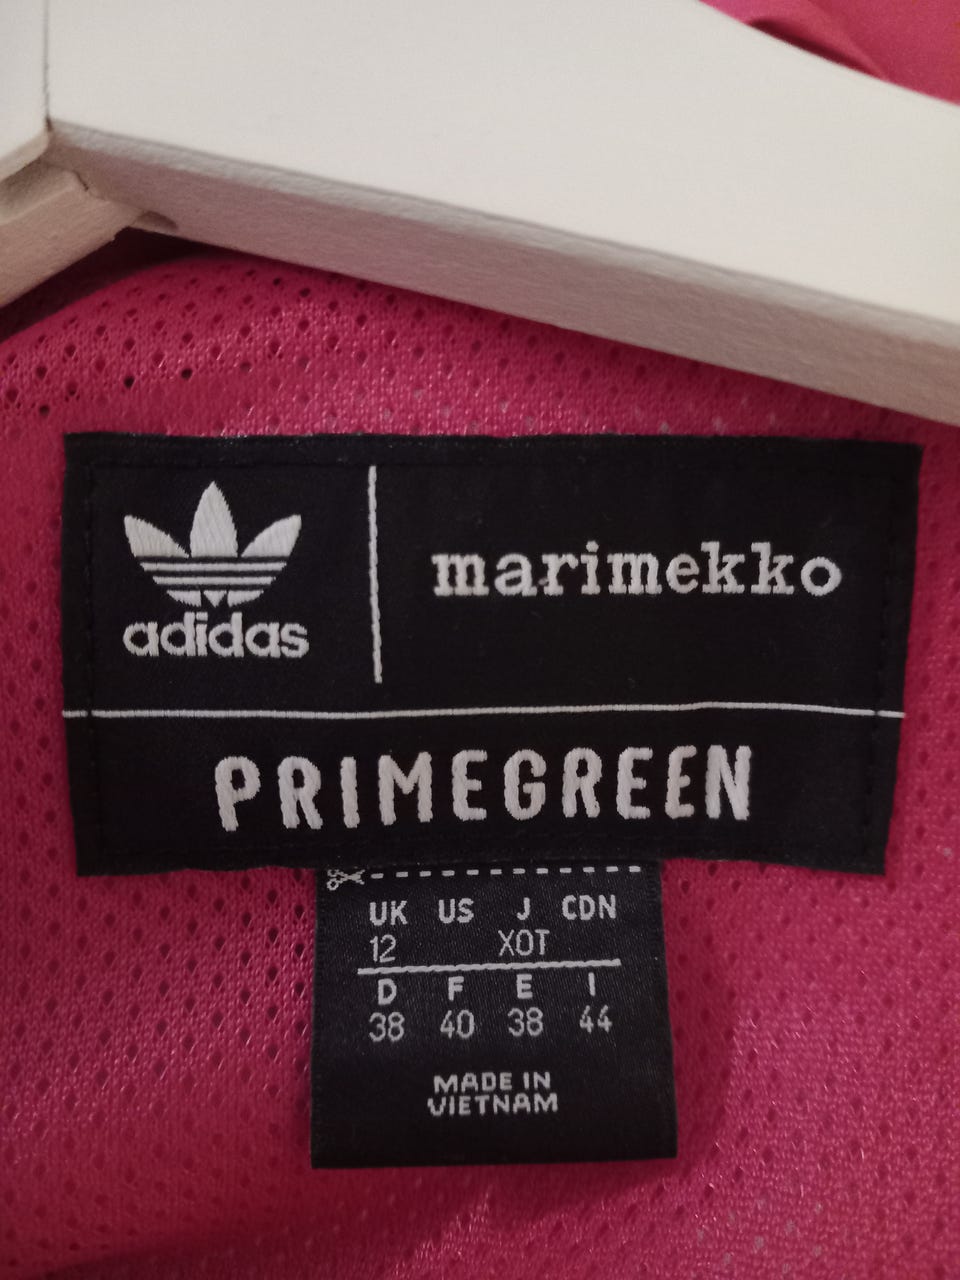 adidas
marimekko
PRIMEGREEN
UK US J CDN
12 XOT
D F E I
38 40 38 44
MADE IN
VIETNAM